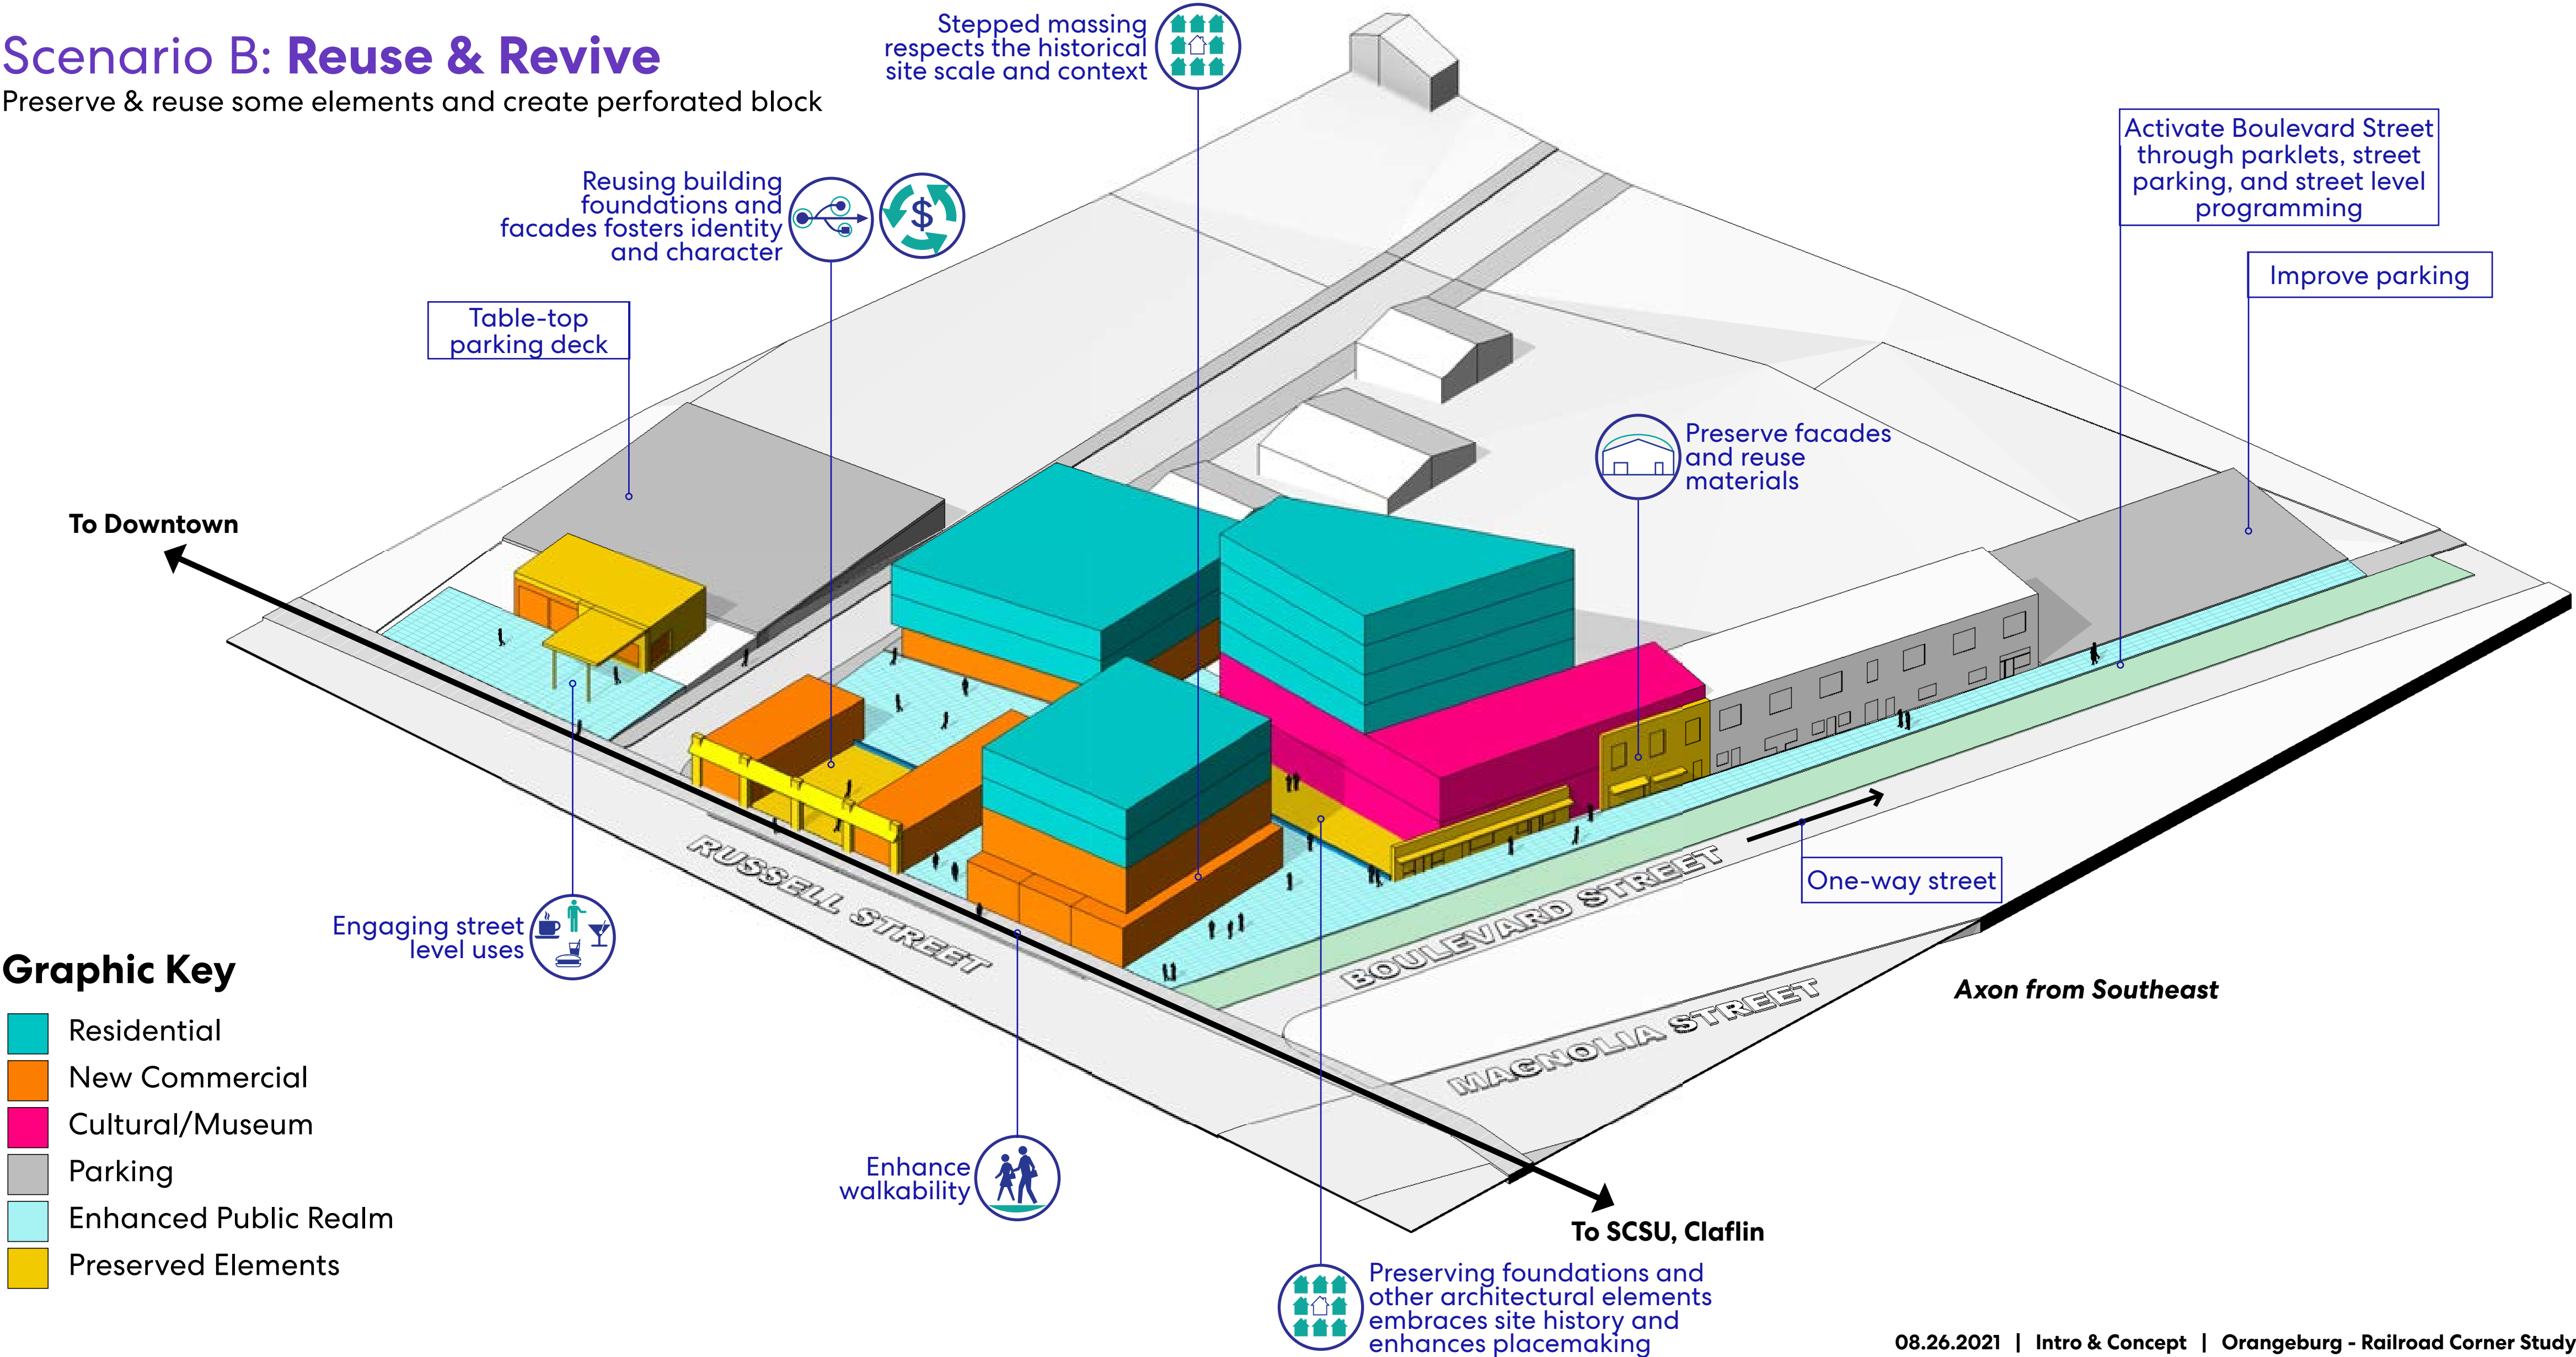 Scenario B: Reuse & Revive
Preserve & reuse some elements and create perforated block
Stepped massing
respects the historical
site scale and context
Reusing building
foundations and
facades fosters identity
and character
$
Table-top
parking deck
Activate Boulevard Street
through parklets, street
parking, and street level
programming
Improve parking
Preserve facades
and reuse
materials
To Downtown
RUSSELL STREET
BOULEVARD STREET
MAGNOLIA STREET
One-way street
Engaging street
level uses
Axon from Southeast
Enhance
walkability
To SCSU, Claflin
Preserving foundations and
other architectural elements
embraces site history and
enhances placemaking
Graphic Key
Residential
New Commercial
Cultural/Museum
Parking
Enhanced Public Realm
Preserved Elements
08.26.2021 | Intro & Concept | Orangeburg - Railroad Corner Study